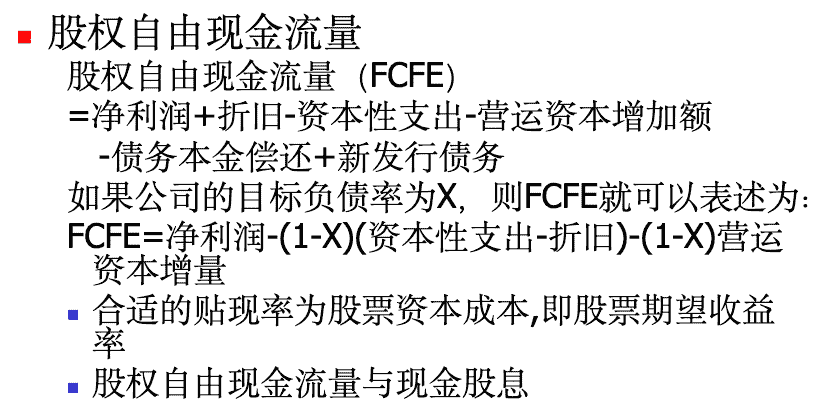 股权自由现金流量
股权自由现金流量（FCFE）
=净利润+折旧-资本性支出-营运资本增加额
-债务本金偿还+新发行债务
如果公司的目标负债率为X，则FCFE就可以表述为：
FCFE=净利润-(1-X)(资本性支出-折旧)-(1-X)营运
资本增量
合适的贴现率为股票资本成本,即股票期望收益
率
股权自由现金流量与现金股息